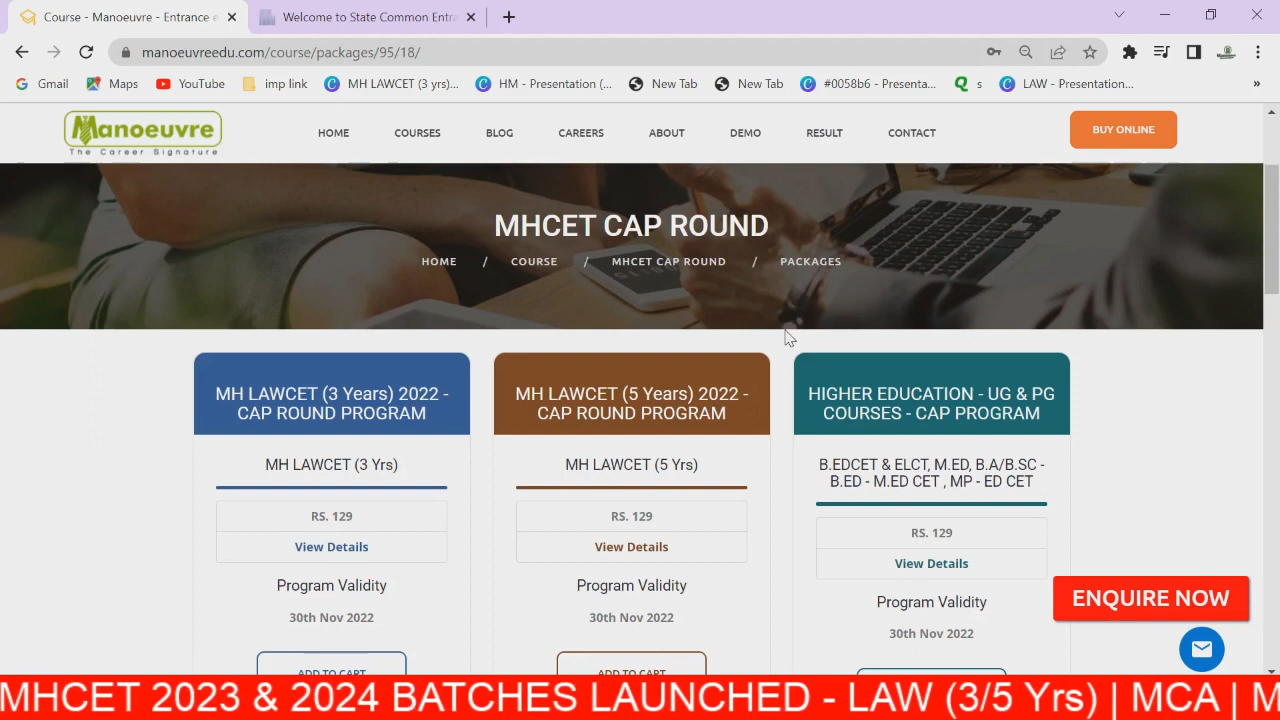 Course - Manoeuvre - Entrance e
Welcome to State Common Entra
manoeuvreedu.com/course/packages/95/18/
Gmail
Maps
YouTube
imp link
MH LAWCET (3 yrs)...
HM - Presentation (...
New Tab
New Tab
#0058b6 - Presenta...
s
LAW - Presentation...
»
Manoeuvre
The Career Signature
HOME
COURSES
BLOG
CAREERS
ABOUT
DEMO
RESULT
CONTACT
BUY ONLINE
MHCET CAP ROUND
HOME / COURSE / MHCET CAP ROUND / PACKAGES
MH LAWCET (3 Years) 2022 -
CAP ROUND PROGRAM
MH LAWCET (3 Yrs)
RS. 129
View Details
Program Validity
30th Nov 2022
ADD TO CART
MH LAWCET (5 Years) 2022 -
CAP ROUND PROGRAM
MH LAWCET (5 Yrs)
RS. 129
View Details
Program Validity
30th Nov 2022
ADD TO CART
HIGHER EDUCATION - UG & PG
COURSES - CAP PROGRAM
B.EDCET & ELCT, M.ED, B.A/B.SC -
B.ED - M.ED CET , MP - ED CET
RS. 129
View Details
Program Validity
30th Nov 2022
ENQUIRE NOW
MHCET 2023 & 2024 BATCHES LAUNCHED - LAW (3/5 Yrs) | MCA | M